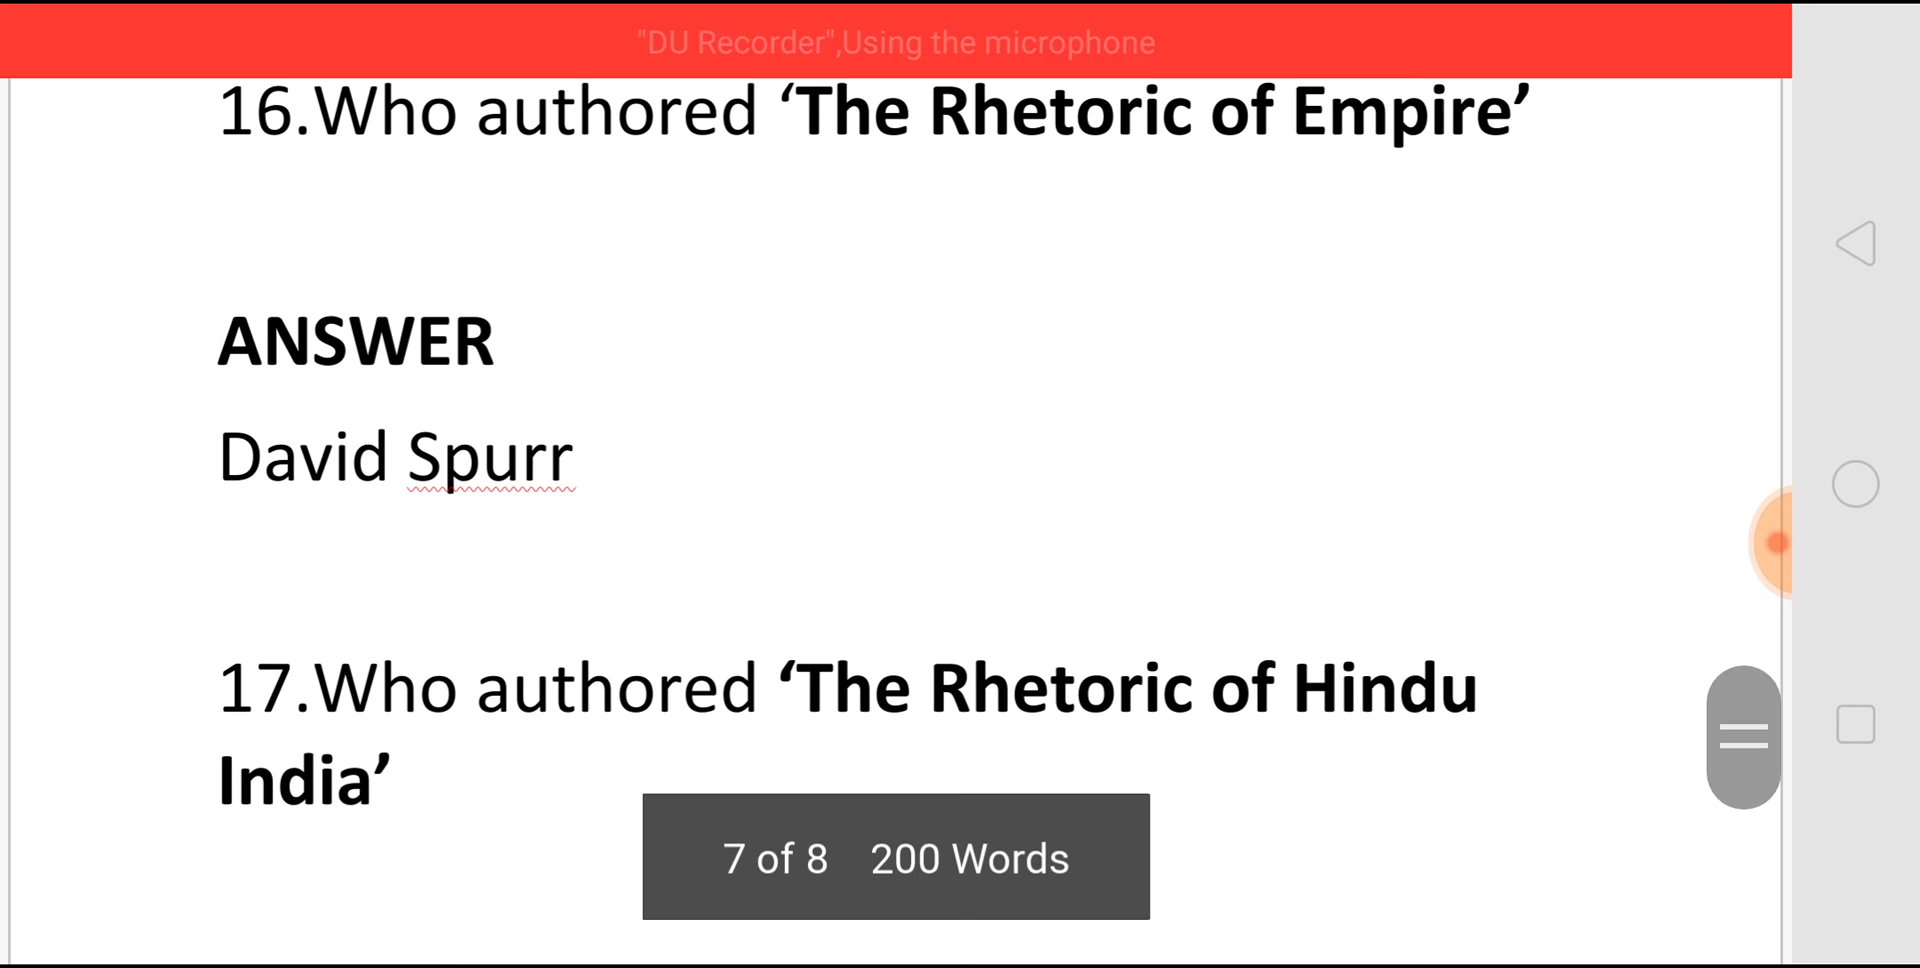 "DU Recorder",Using the microphone
16.Who authored ‘The Rhetoric of Empire’
ANSWER
David Spurr
17.Who authored ‘The Rhetoric of Hindu
India’
7 of 8 200 Words